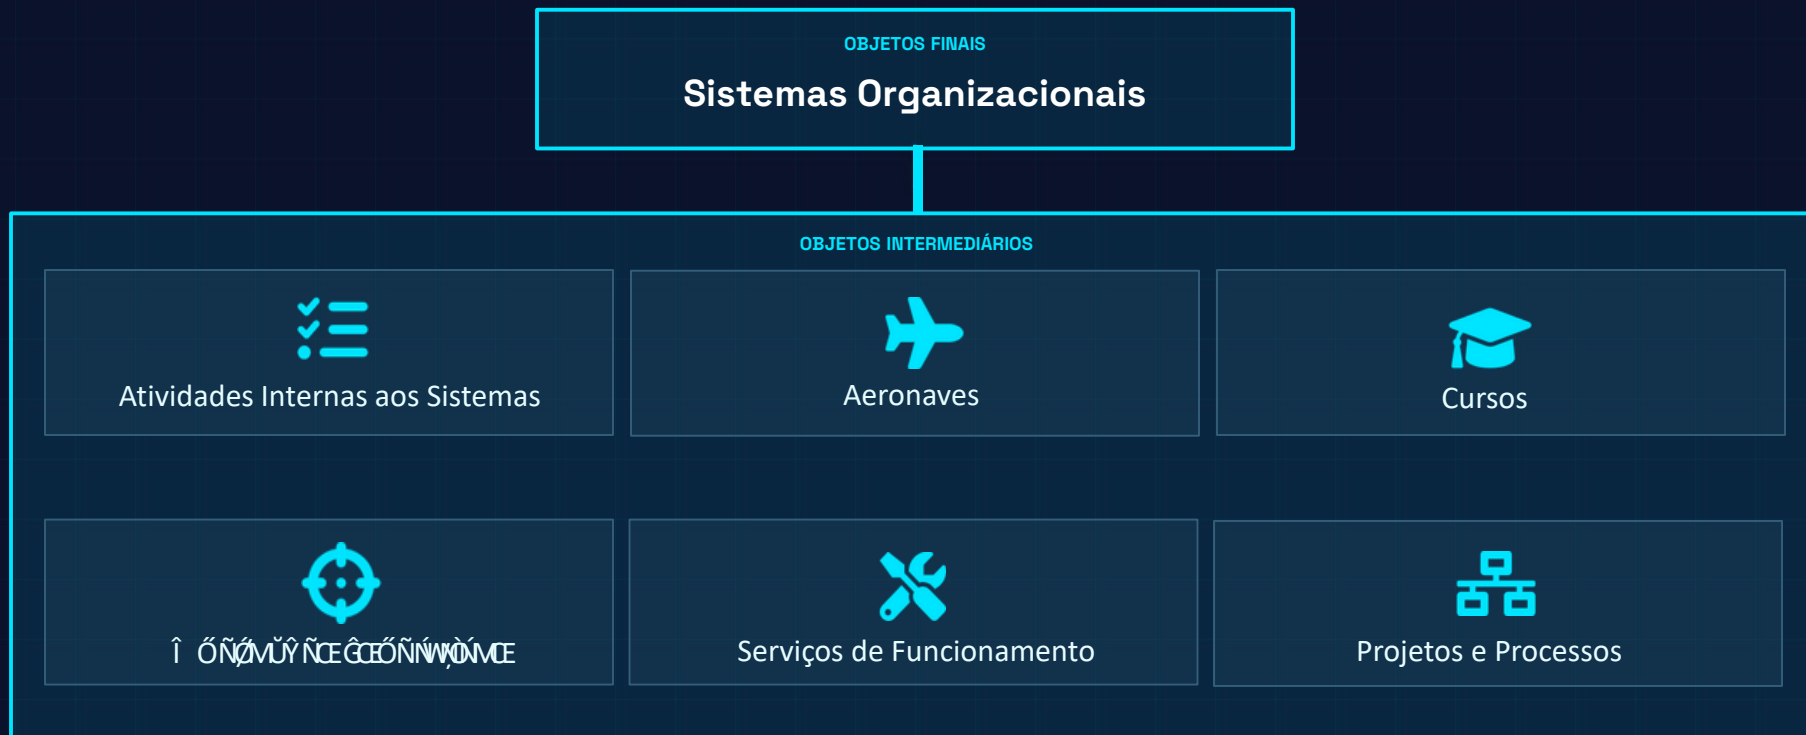 OBJETOS FINAIS
Sistemas Organizacionais
OBJETOS INTERMEDIÁRIOS
Atividades Internas aos Sistemas
Aeronaves
Cursos
Serviços de Funcionamento
Projetos e Processos